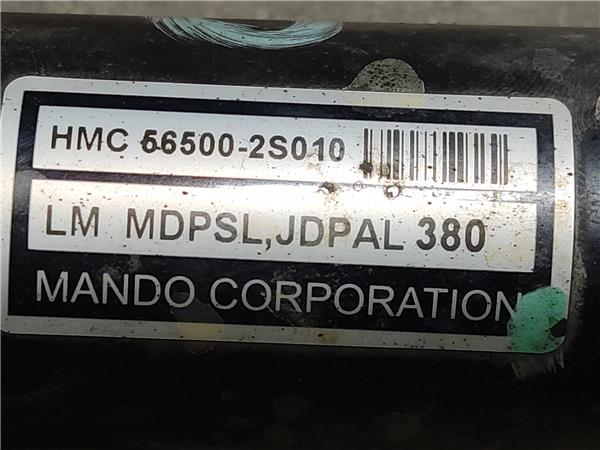 HMC 56500-2S010
LM MDPSL,JDPAL 380
MANDO CORPORATION